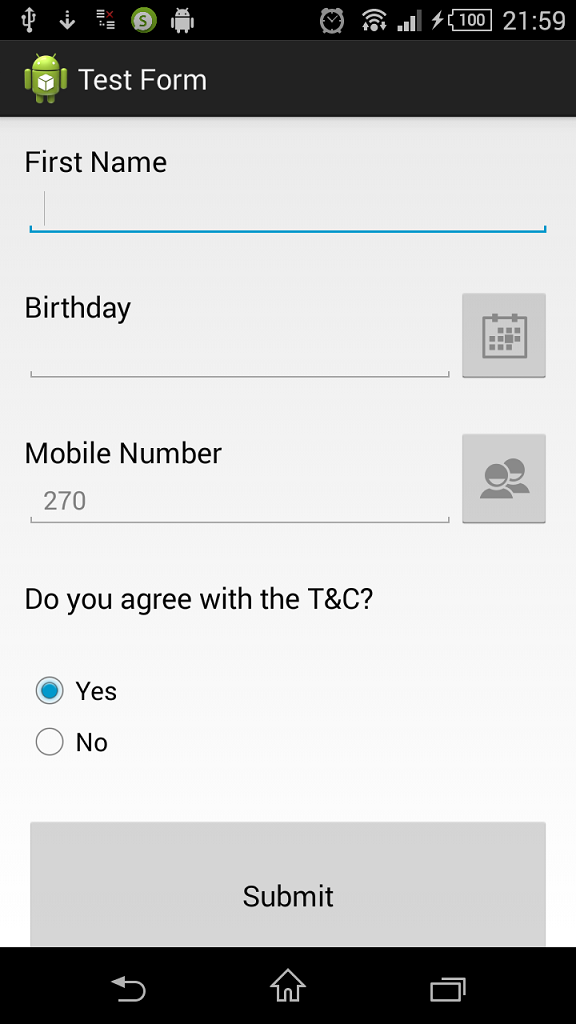 100 21:59
Test Form
First Name
Birthday
Mobile Number
270
Do you agree with the T&C?
Yes
No
Submit